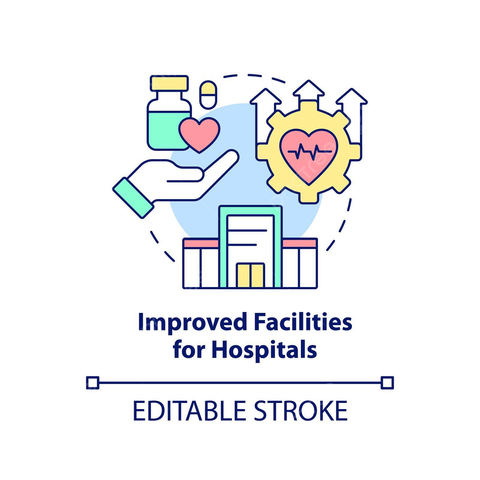 Improved Facilities
for Hospitals
EDITABLE STROKE